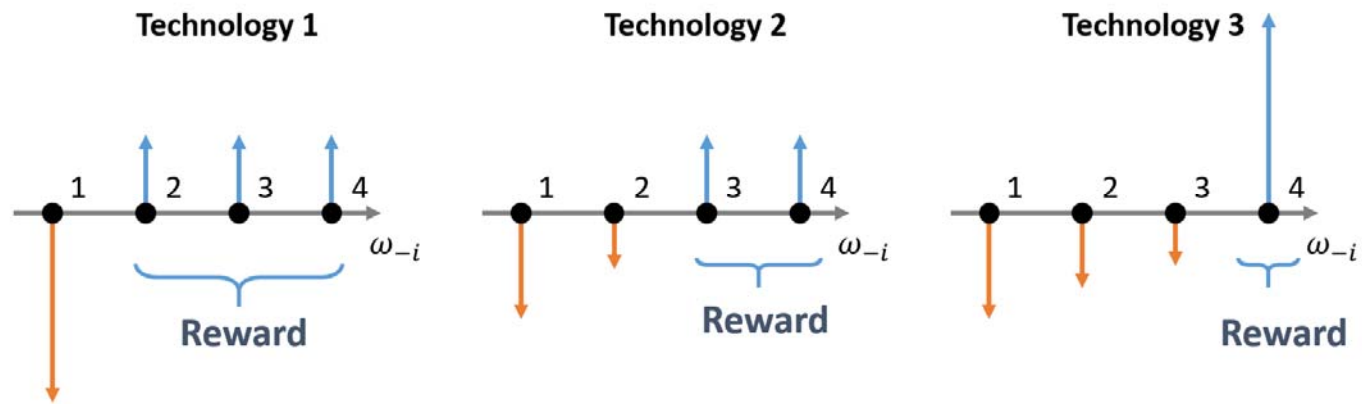 Technology 1
1 2 3 4
ω₋ᵢ
Reward
Technology 2
1 2 3 4
ω₋ᵢ
Reward
Technology 3
1 2 3 4
ω₋ᵢ
Reward